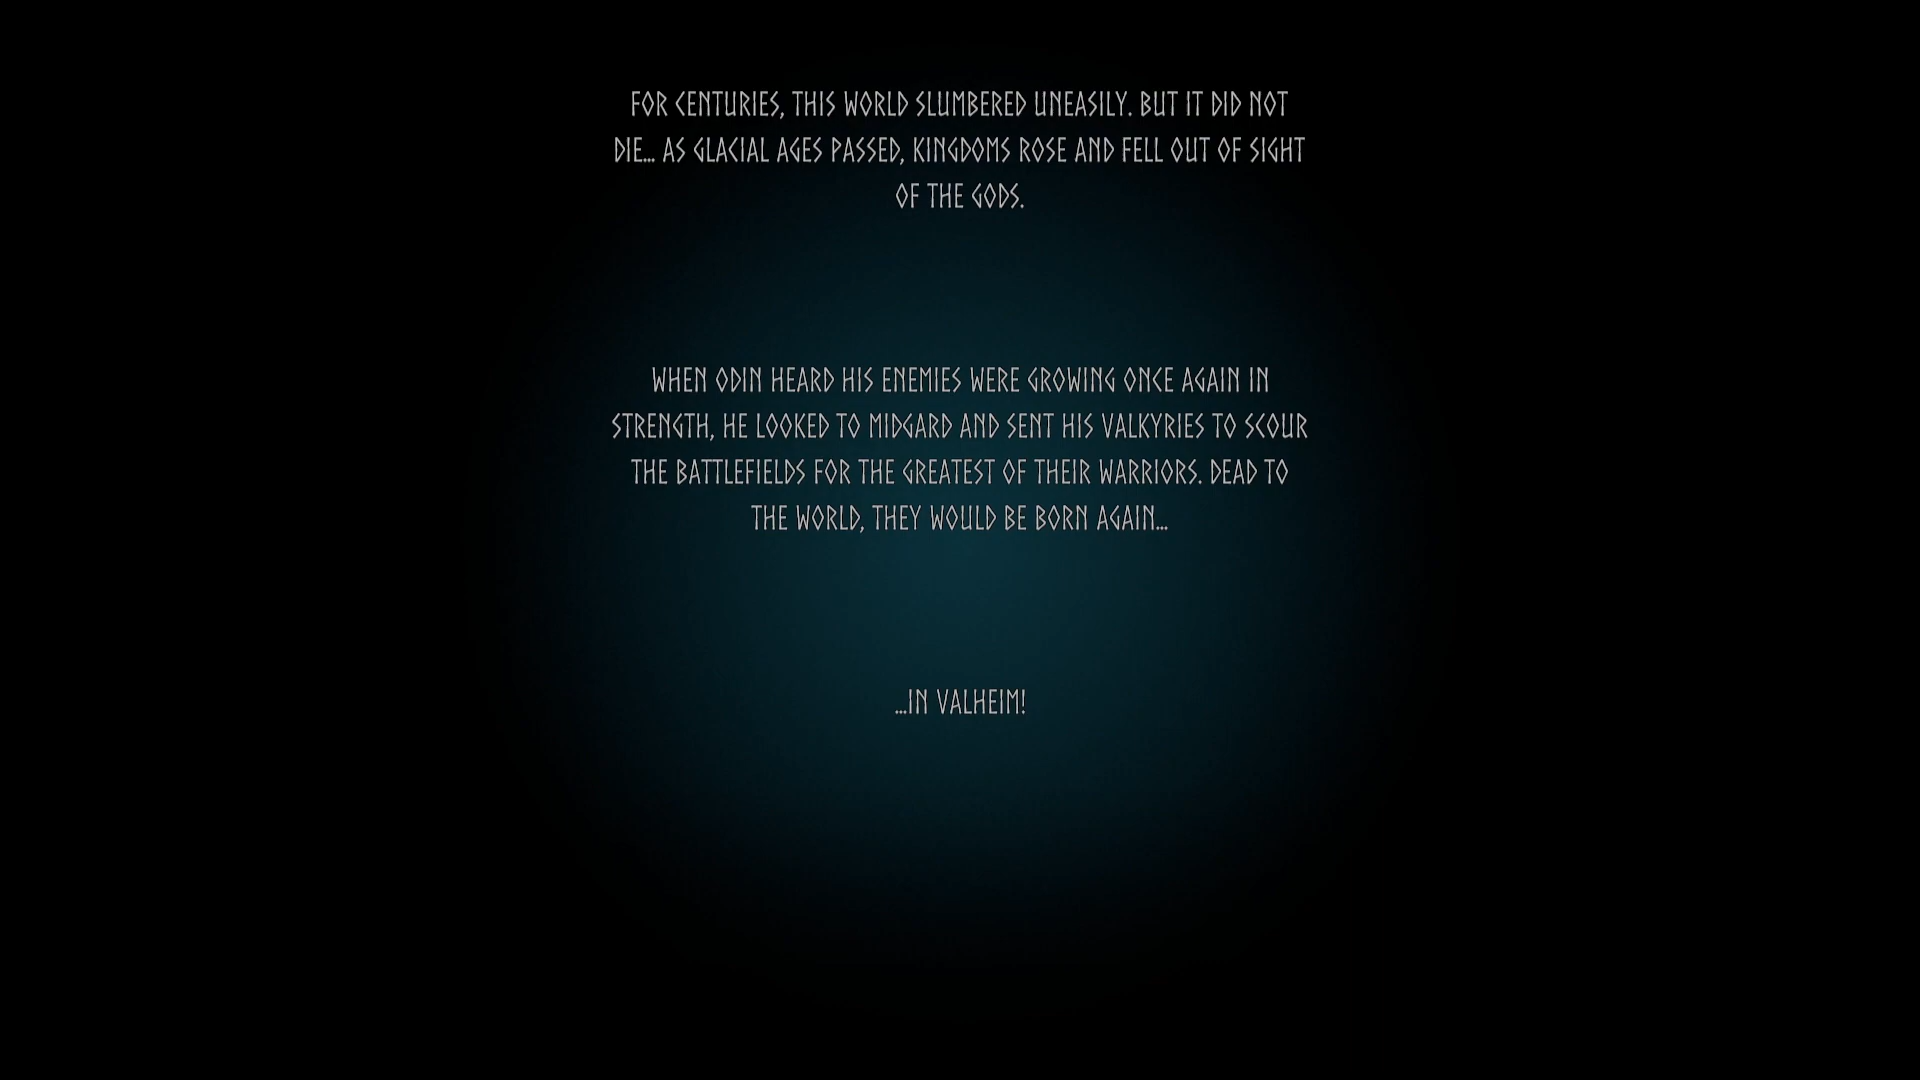 FOR CENTURIES, THIS WORLD SLUMBERED UNEASILY. BUT IT DID NOT
DIE... AS GLACIAL AGES PASSED, KINGDOMS ROSE AND FELL OUT OF SIGHT
OF THE GODS.
WHEN ODIN HEARD HIS ENEMIES WERE GROWING ONCE AGAIN IN
STRENGTH, HE LOOKED TO MIDGARD AND SENT HIS VALKYRIES TO SCOUR
THE BATTLEFIELDS FOR THE GREATEST OF THEIR WARRIORS. DEAD TO
THE WORLD, THEY WOULD BE BORN AGAIN...
...IN VALHEIM!